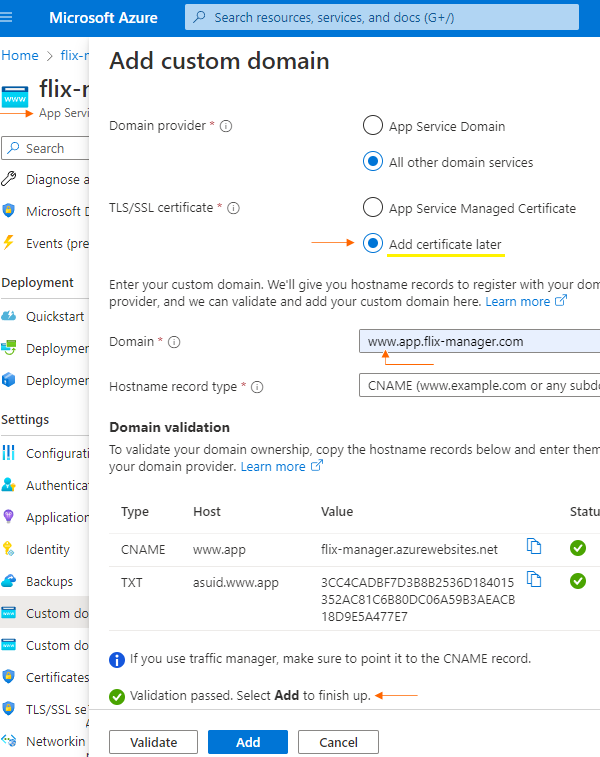 Microsoft Azure
Search resources, services, and docs (G+/)
Home > flix-r
flix-r
App Servi
Search
Diagnose a
Microsoft D
Events (pre
Deployment
Quickstart
Deploymen
Deploymen
Settings
Configurati
Authenticat
Application
Identity
Backups
Custom do
Custom do
Certificates
TLS/SSL se
Networkin
Add custom domain
Domain provider *
App Service Domain
All other domain services
TLS/SSL certificate *
App Service Managed Certificate
Add certificate later
Enter your custom domain. We'll give you hostname records to register with your dom
provider, and we can validate and add your custom domain here. Learn more
Domain *
www.app.flix-manager.com
Hostname record type *
CNAME (www.example.com or any subdo
Domain validation
To validate your domain ownership, copy the hostname records below and enter them
your domain provider. Learn more
Type Host Value Statu
CNAME www.app flix-manager.azurewebsites.net
TXT asuid.www.app 3CC4CADBF7D3B8B2536D184015
352AC81C6B80DC06A59B3AEACB
18D9E5A477E7
If you use traffic manager, make sure to point it to the CNAME record.
Validation passed. Select Add to finish up.
Validate Add Cancel